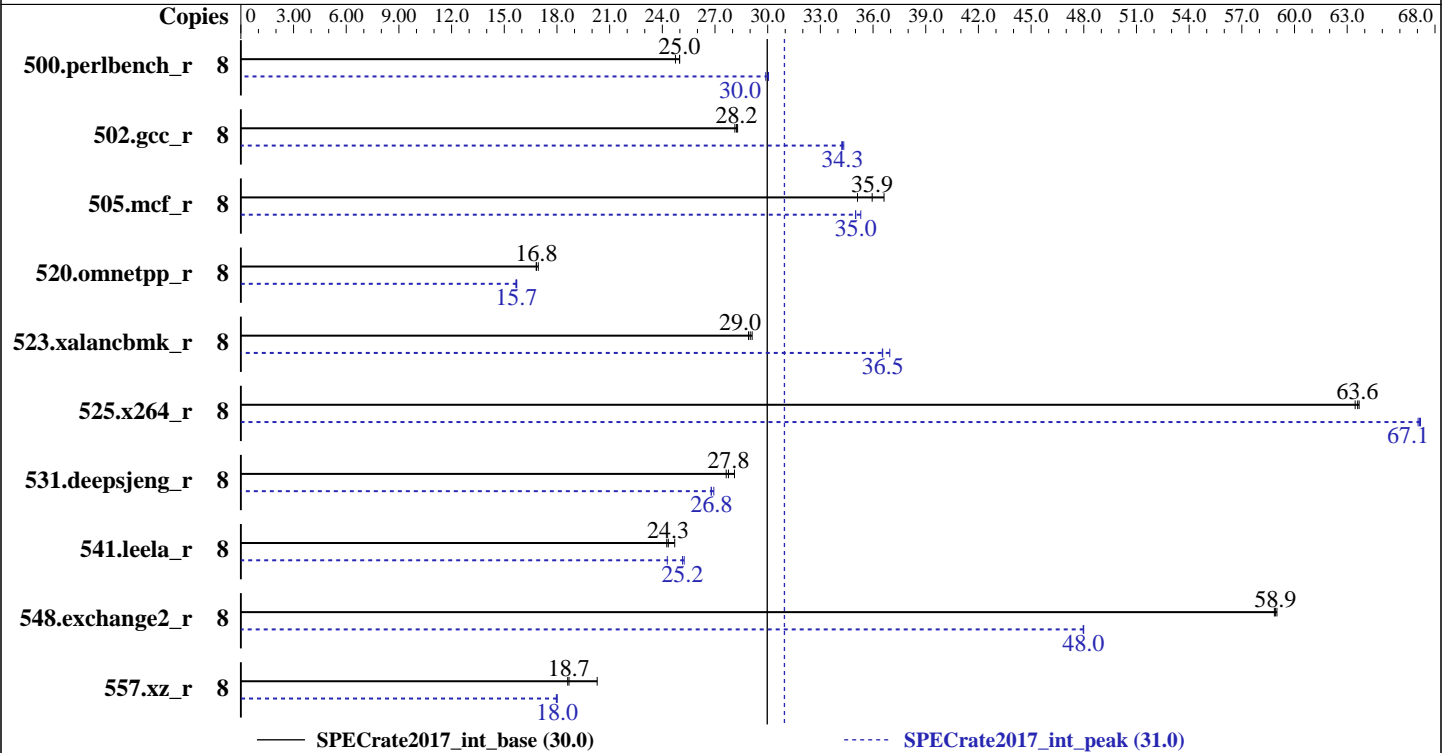 Copies 0 3.00 6.00 9.00 12.0 15.0 18.0 21.0 24.0 27.0 30.0 33.0 36.0 39.0 42.0 45.0 48.0 51.0 54.0 57.0 60.0 63.0 68.0
25.0
500.perlbench_r 8
30.0
28.2
502.gcc_r 8
34.3
35.9
505.mcf_r 8
35.0
16.8
520.omnetpp_r 8
15.7
29.0
523.xalancbmk_r 8
36.5
63.6
525.x264_r 8
67.1
27.8
531.deepsjeng_r 8
26.8
24.3
541.leela_r 8
25.2
58.9
548.exchange2_r 8
48.0
18.7
557.xz_r 8
18.0
SPECrate2017_int_base (30.0) SPECrate2017_int_peak (31.0)